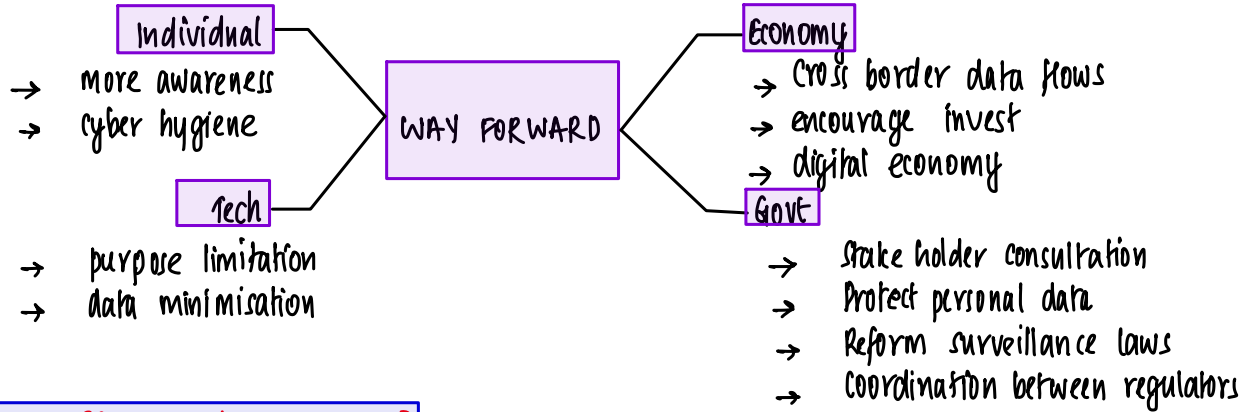 Individual
→ more awareness
→ cyber hygiene
Tech
→ purpose limitation
→ data minimisation
WAY FORWARD
Economy
→ Cross border data flows
→ encourage invest
→ digital economy
Govt
→ Stake holder consultation
→ Protect personal data
→ Reform surveillance laws
→ Coordination between regulators